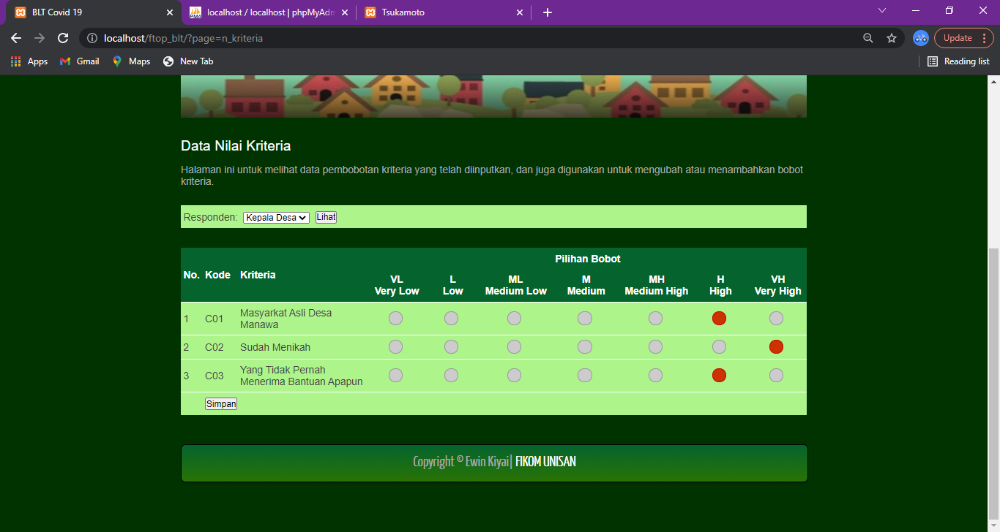 BLT Covid 19
localhost / localhost | phpMyAdm
Tsukamoto
localhost/ftop_blt/?page=n_kriteria
Update
Apps
Gmail
Maps
New Tab
Reading list
Data Nilai Kriteria
Halaman ini untuk melihat data pembobotan kriteria yang telah diinputkan, dan juga digunakan untuk mengubah atau menambahkan bobot
kriteria.
Responden: Kepala Desa Lihat
Pilihan Bobot
No. Kode Kriteria
VL L ML M MH H VH
Very Low Low Medium Low Medium Medium High High Very High
1 C01 Masyarkat Asli Desa
Manawa
2 C02 Sudah Menikah
3 C03 Yang Tidak Pernah
Menerima Bantuan Apapun
Simpan
Copyright © Ewin Kiyai| FIKOM UNISAN